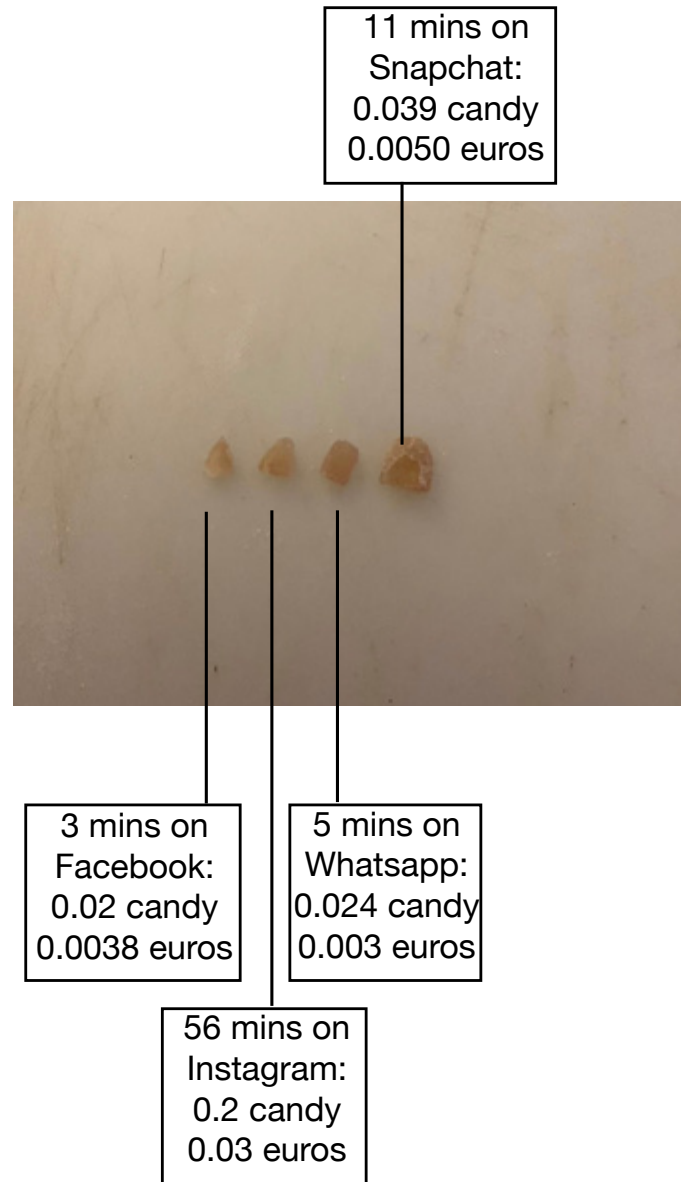 11 mins on
Snapchat:
0.039 candy
0.0050 euros
3 mins on
Facebook:
0.02 candy
0.0038 euros
5 mins on
Whatsapp:
0.024 candy
0.003 euros
56 mins on
Instagram:
0.2 candy
0.03 euros